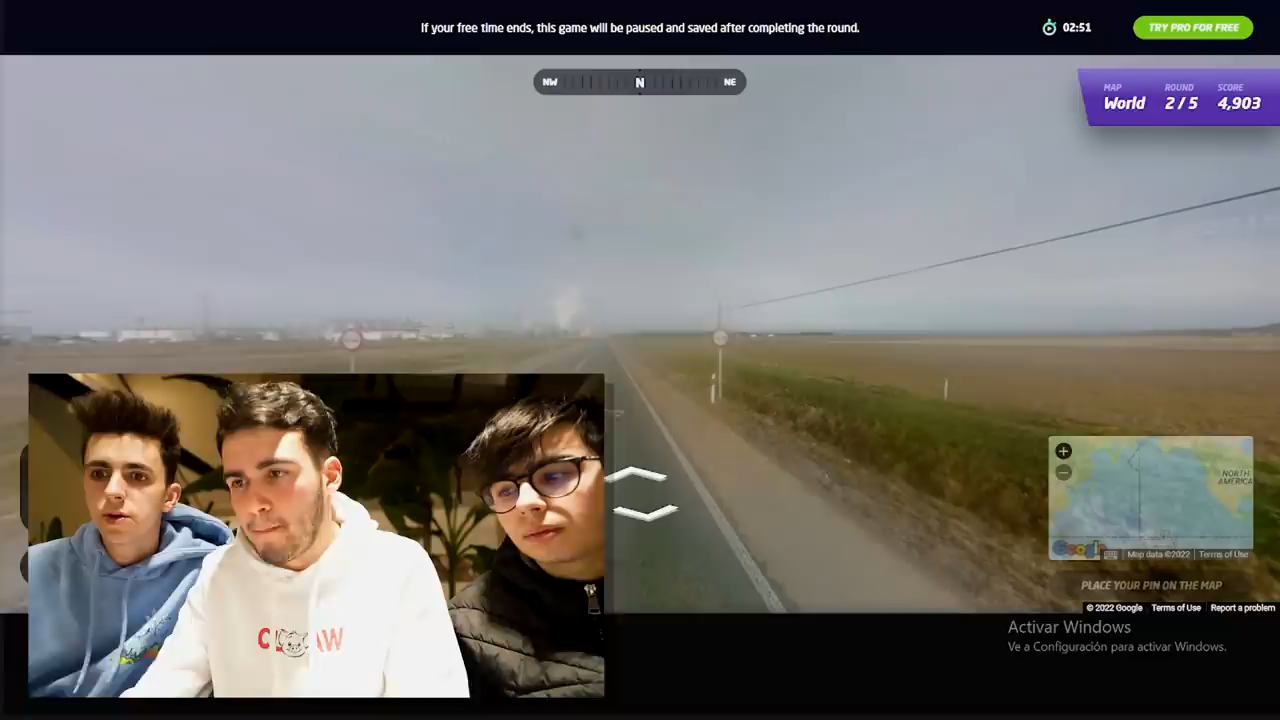 If your free time ends, this game will be paused and saved after completing the round.
02:51
TRY PRO FOR FREE
NW N NE
MAP ROUND SCORE
World 2 / 5 4,903
NORTH
AMERICA
Google
Map data ©2022 Terms of Use
PLACE YOUR PIN ON THE MAP
© 2022 Google Terms of Use Report a problem
Activar Windows
Ve a Configuración para activar Windows.